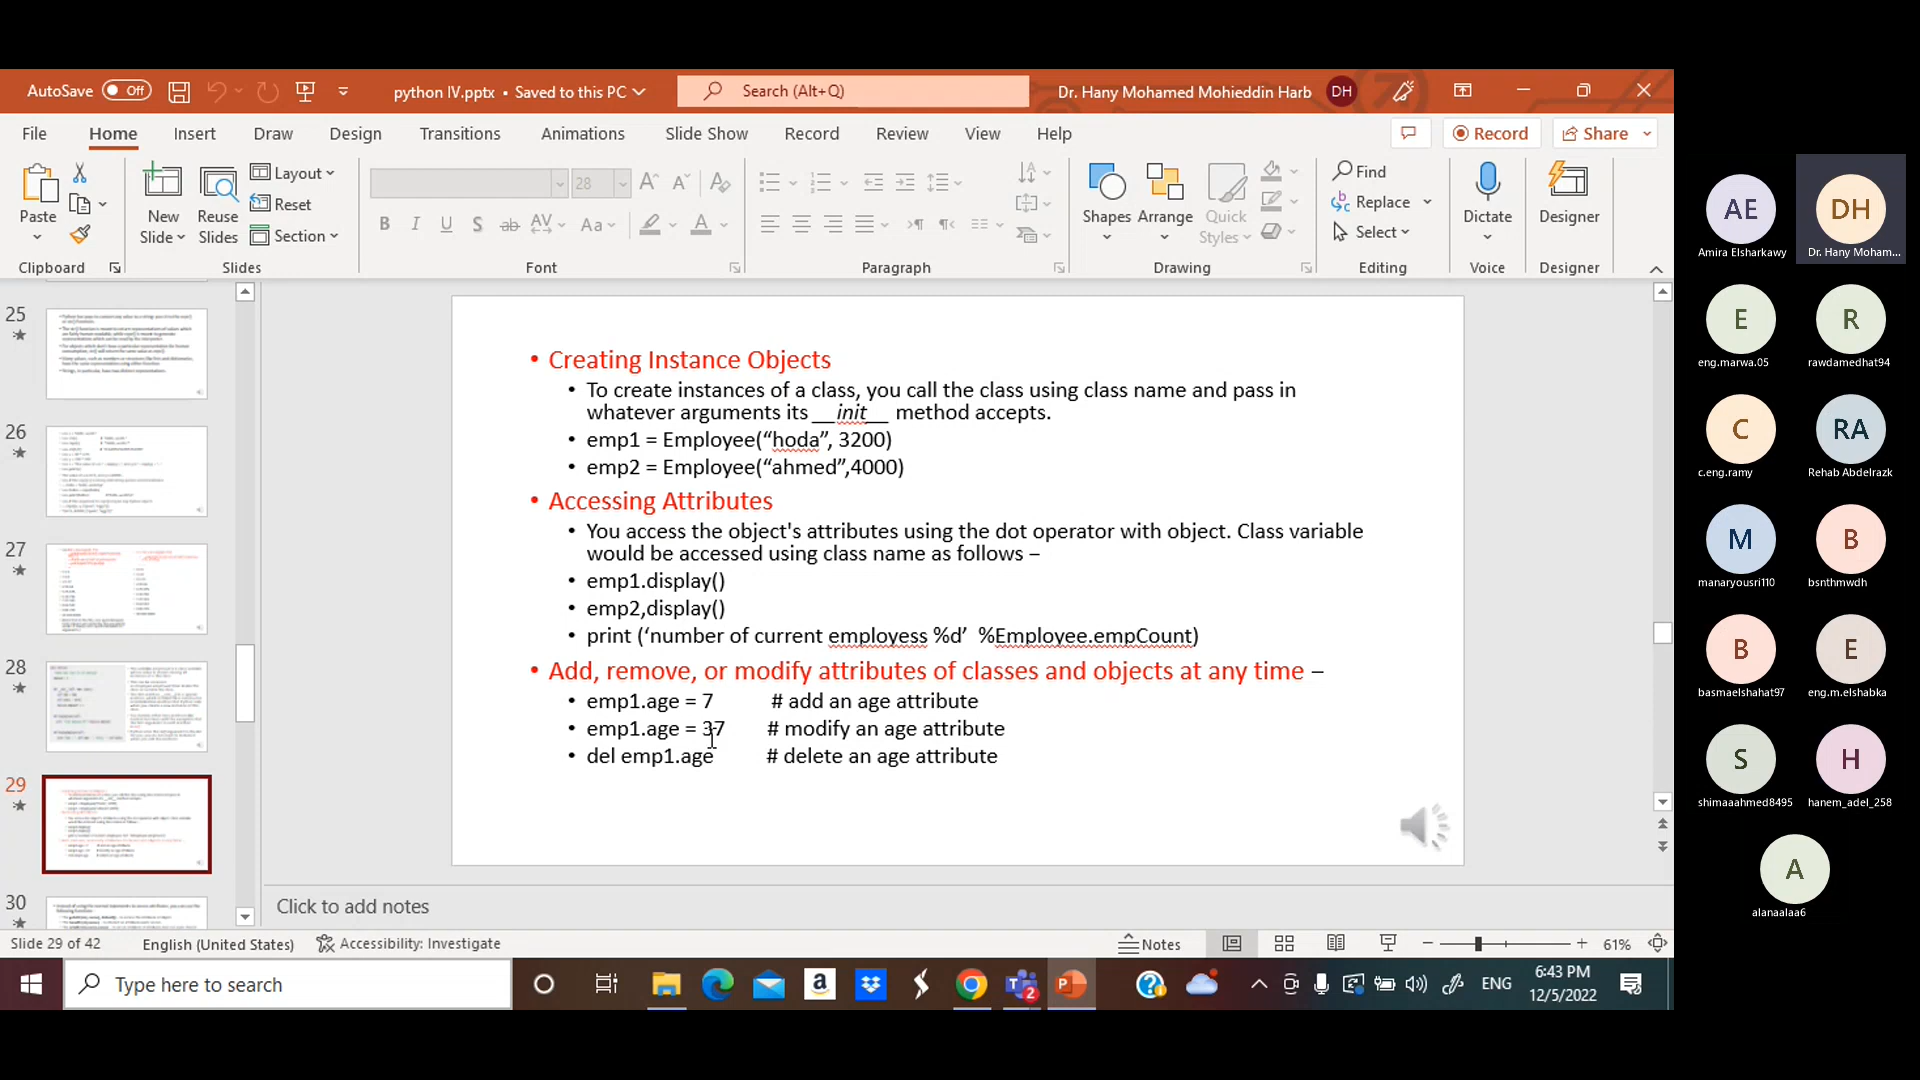 AutoSave Off python IV.pptx • Saved to this PC Search (Alt+Q) Dr. Hany Mohamed Mohieddin Harb DH
File Home Insert Draw Design Transitions Animations Slide Show Record Review View Help Record Share
Paste
New Slide
Reuse Slides
Layout
Reset
Section
28
Find
Replace
Select
Shapes Arrange Quick Styles
Dictate
Designer
Clipboard Slides Font Paragraph Drawing Editing Voice Designer
25
26
27
28
29
30
• Creating Instance Objects
• To create instances of a class, you call the class using class name and pass in
whatever arguments its __init__ method accepts.
• emp1 = Employee(“hoda”, 3200)
• emp2 = Employee(“ahmed”,4000)
• Accessing Attributes
• You access the object's attributes using the dot operator with object. Class variable
would be accessed using class name as follows –
• emp1.display()
• emp2,display()
• print (‘number of current employess %d’ %Employee.empCount)
• Add, remove, or modify attributes of classes and objects at any time –
• emp1.age = 7 # add an age attribute
• emp1.age = 37 # modify an age attribute
• del emp1.age # delete an age attribute
Click to add notes
Slide 29 of 42 English (United States) Accessibility: Investigate Notes 61%
Type here to search
ENG
6:43 PM
12/5/2022
AE DH
Amira Elsharkawy Dr. Hany Moham...
E R
eng.marwa.05 rawdamedhat94
C RA
c.eng.ramy Rehab Abdelrazk
M B
manaryousri110 bsnthmwdh
B E
basmaelshahat97 eng.m.elshabka
S H
shimaaahmed8495 hanem_adel_258
A
alanaalaa6